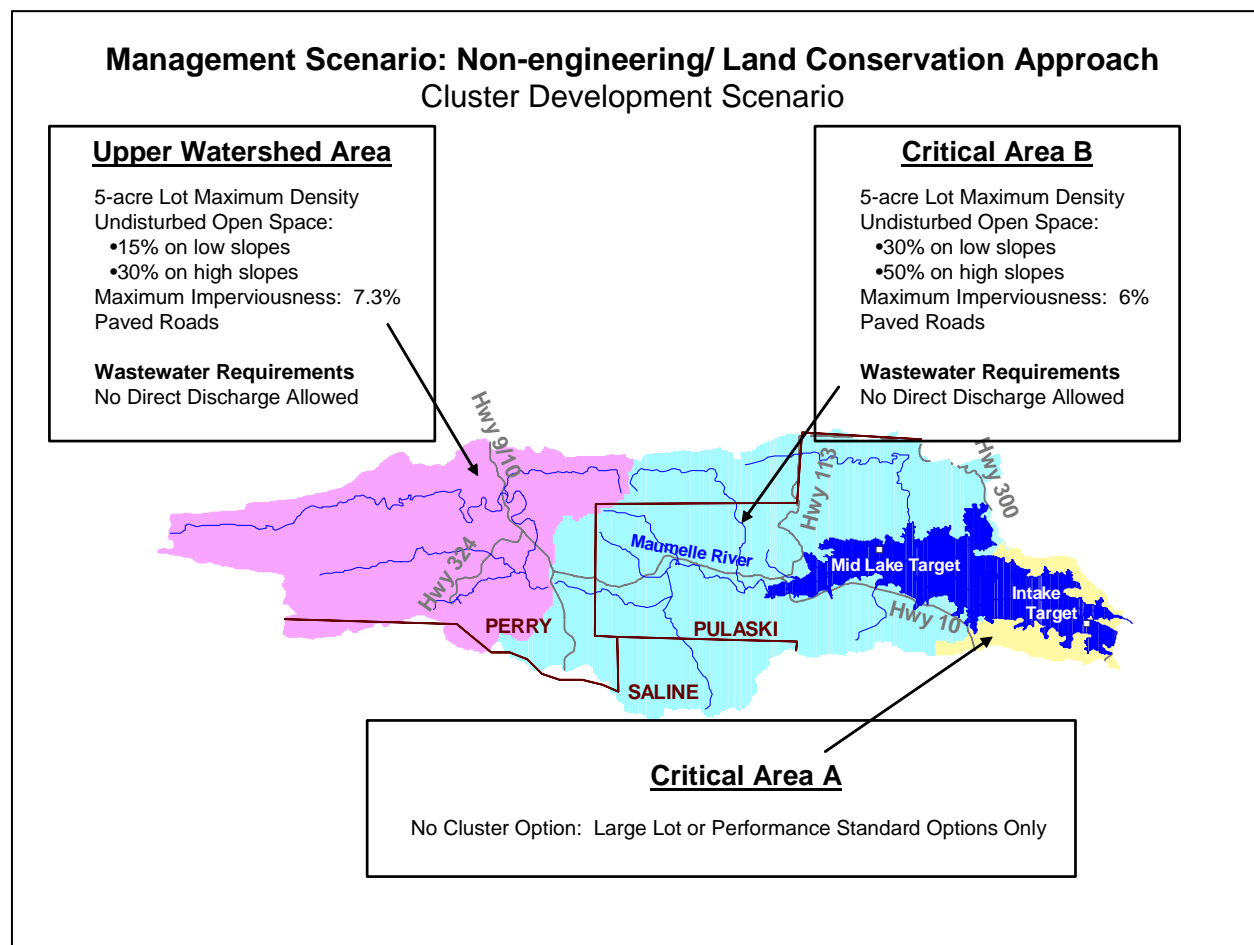 Management Scenario: Non-engineering/ Land Conservation Approach
Cluster Development Scenario
Upper Watershed Area
5-acre Lot Maximum Density
Undisturbed Open Space:
•15% on low slopes
•30% on high slopes
Maximum Imperviousness: 7.3%
Paved Roads
Wastewater Requirements
No Direct Discharge Allowed
Critical Area B
5-acre Lot Maximum Density
Undisturbed Open Space:
•30% on low slopes
•50% on high slopes
Maximum Imperviousness: 6%
Paved Roads
Wastewater Requirements
No Direct Discharge Allowed
Hwy 9/10
Hwy 113
Hwy 300
Hwy 324
Maumelle River
Mid Lake Target
Intake
Target
Hwy 10
PERRY
PULASKI
SALINE
Critical Area A
No Cluster Option: Large Lot or Performance Standard Options Only